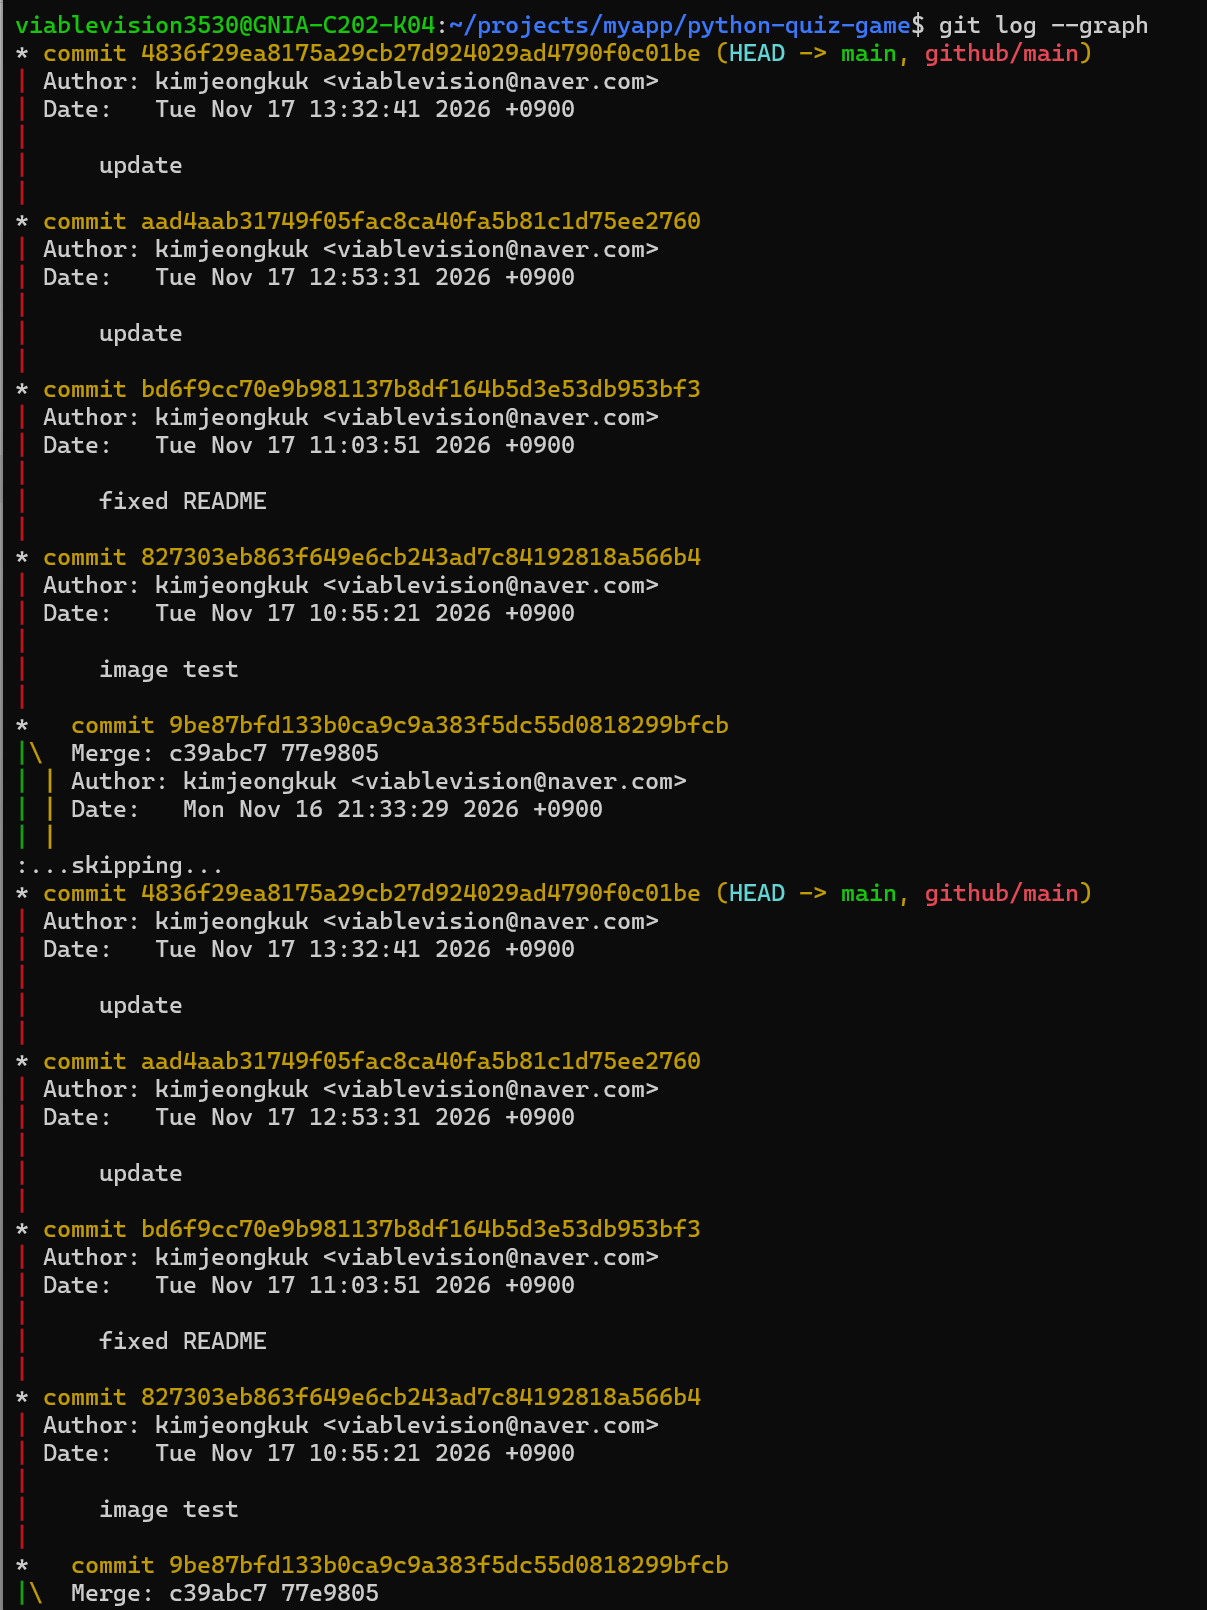 viablevision3530@GNIA-C202-K04:~/projects/myapp/python-quiz-game$ git log --graph
* commit 4836f29ea8175a29cb27d924029ad4790f0c01be (HEAD -> main, github/main)
| Author: kimjeongkuk <viablevision@naver.com>
| Date:   Tue Nov 17 13:32:41 2026 +0900
|
|     update
|
* commit aad4aab31749f05fac8ca40fa5b81c1d75ee2760
| Author: kimjeongkuk <viablevision@naver.com>
| Date:   Tue Nov 17 12:53:31 2026 +0900
|
|     update
|
* commit bd6f9cc70e9b981137b8df164b5d3e53db953bf3
| Author: kimjeongkuk <viablevision@naver.com>
| Date:   Tue Nov 17 11:03:51 2026 +0900
|
|     fixed README
|
* commit 827303eb863f649e6cb243ad7c84192818a566b4
| Author: kimjeongkuk <viablevision@naver.com>
| Date:   Tue Nov 17 10:55:21 2026 +0900
|
|     image test
|
*   commit 9be87bfd133b0ca9c9a383f5dc55d0818299bfcb
|\  Merge: c39abc7 77e9805
| | Author: kimjeongkuk <viablevision@naver.com>
| | Date:   Mon Nov 16 21:33:29 2026 +0900
| |
:...skipping...
* commit 4836f29ea8175a29cb27d924029ad4790f0c01be (HEAD -> main, github/main)
| Author: kimjeongkuk <viablevision@naver.com>
| Date:   Tue Nov 17 13:32:41 2026 +0900
|
|     update
|
* commit aad4aab31749f05fac8ca40fa5b81c1d75ee2760
| Author: kimjeongkuk <viablevision@naver.com>
| Date:   Tue Nov 17 12:53:31 2026 +0900
|
|     update
|
* commit bd6f9cc70e9b981137b8df164b5d3e53db953bf3
| Author: kimjeongkuk <viablevision@naver.com>
| Date:   Tue Nov 17 11:03:51 2026 +0900
|
|     fixed README
|
* commit 827303eb863f649e6cb243ad7c84192818a566b4
| Author: kimjeongkuk <viablevision@naver.com>
| Date:   Tue Nov 17 10:55:21 2026 +0900
|
|     image test
|
*   commit 9be87bfd133b0ca9c9a383f5dc55d0818299bfcb
|\  Merge: c39abc7 77e9805